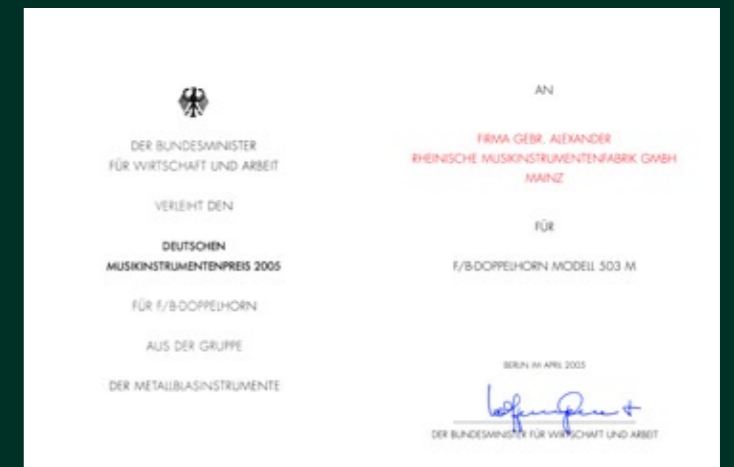 DER BUNDESMINISTER
FÜR WIRTSCHAFT UND ARBEIT
VERLEIHT DEN
DEUTSCHEN
MUSIKINSTRUMENTENPREIS 2005
FÜR F/B-DOPPELHORN
AUS DER GRUPPE
DER METALLBLASINSTRUMENTE
AN
FIRMA GEBR. ALEXANDER
RHEINISCHE MUSIKINSTRUMENTENFABRIK GMBH
MAINZ
FÜR
F/B-DOPPELHORN MODELL 503 M
BERLIN IM APRIL 2005
DER BUNDESMINISTER FÜR WIRTSCHAFT UND ARBEIT